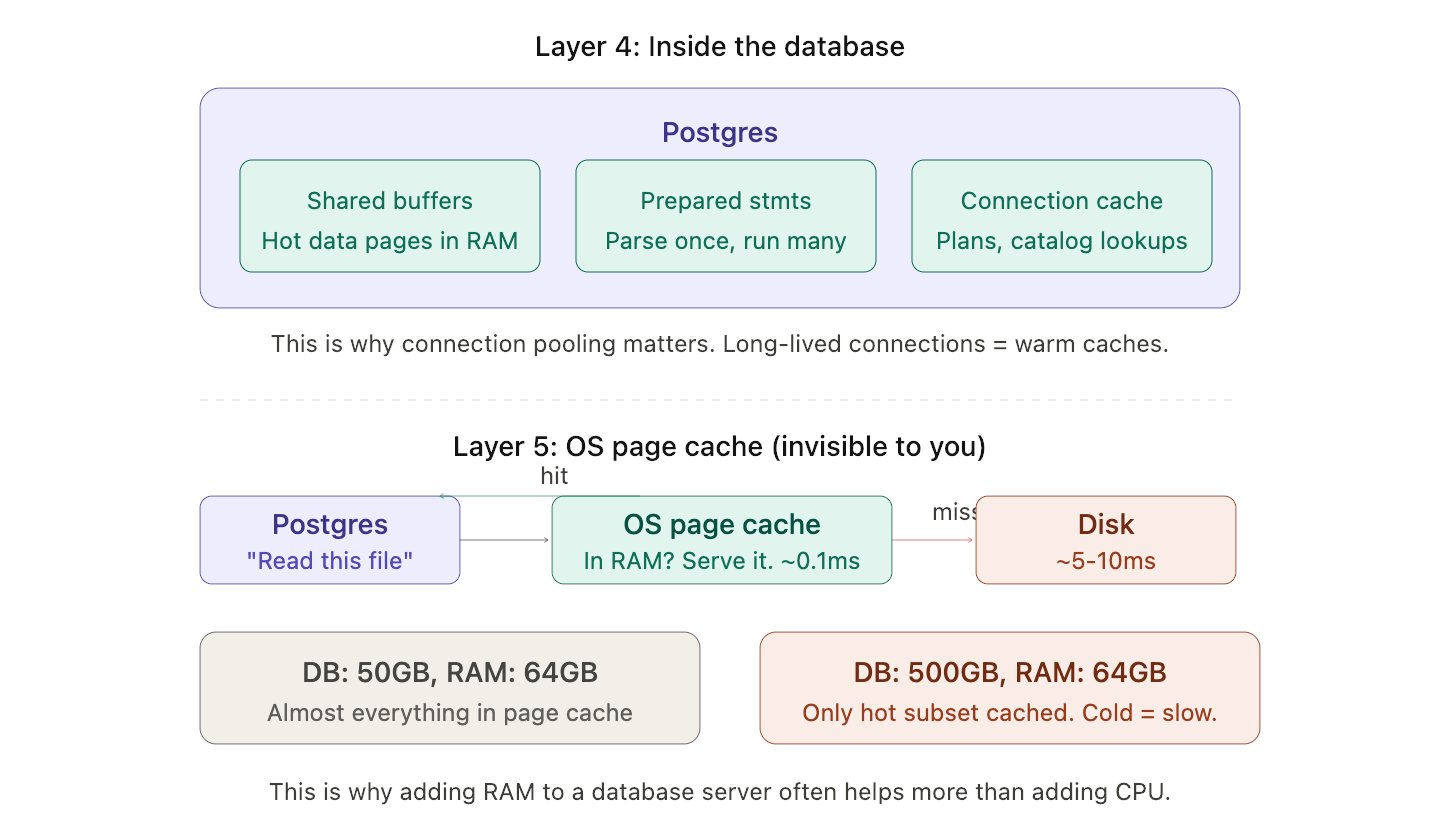 Layer 4: Inside the database
Postgres
Shared buffers
Hot data pages in RAM
Prepared stmts
Parse once, run many
Connection cache
Plans, catalog lookups
This is why connection pooling matters. Long-lived connections = warm caches.
Layer 5: OS page cache (invisible to you)
hit
Postgres
"Read this file"
OS page cache
In RAM? Serve it. ~0.1ms
miss
Disk
~5-10ms
DB: 50GB, RAM: 64GB
Almost everything in page cache
DB: 500GB, RAM: 64GB
Only hot subset cached. Cold = slow.
This is why adding RAM to a database server often helps more than adding CPU.